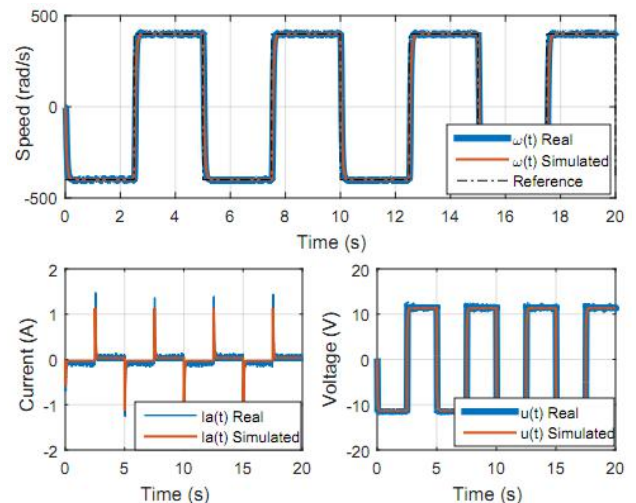 500
0
-500
Speed (rad/s)
ω(t) Real
ω(t) Simulated
Reference
0 2 4 6 8 10 12 14 16 18 20
Time (s)
2
1
0
-1
-2
Current (A)
Ia(t) Real
Ia(t) Simulated
0 5 10 15 20
Time (s)
20
10
0
-10
-20
Voltage (V)
u(t) Real
u(t) Simulated
0 5 10 15 20
Time (s)